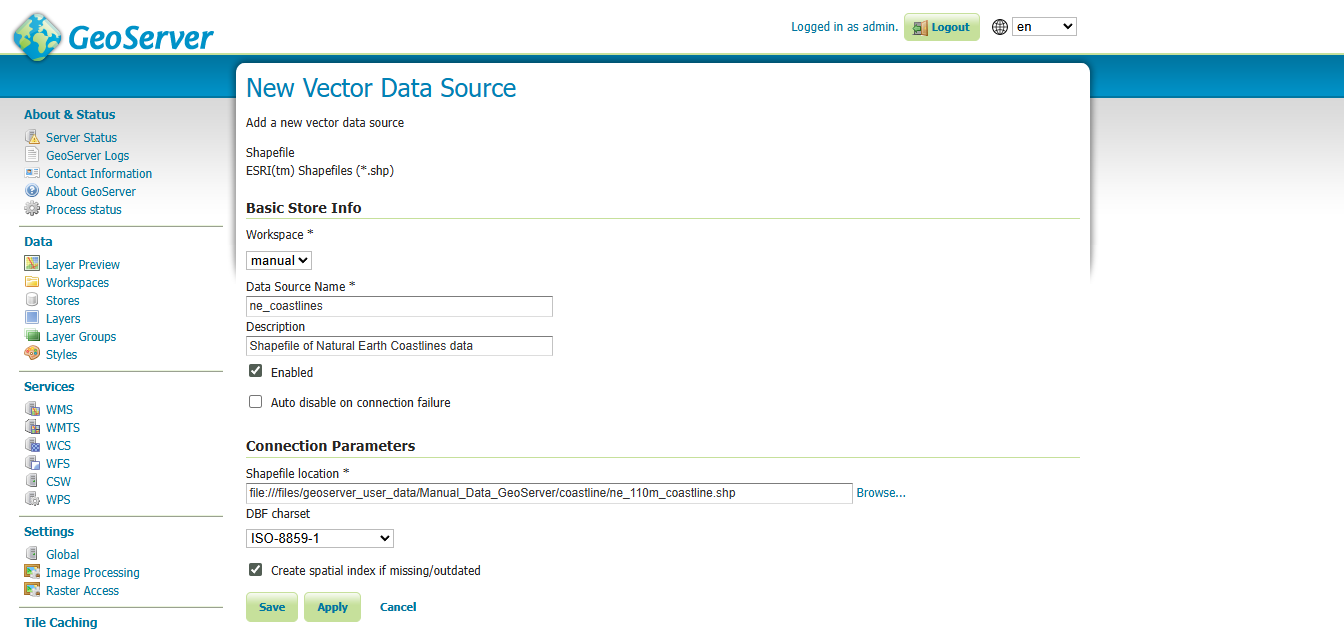 GeoServer
Logged in as admin. Logout en
About & Status
Server Status
GeoServer Logs
Contact Information
About GeoServer
Process status
Data
Layer Preview
Workspaces
Stores
Layers
Layer Groups
Styles
Services
WMS
WMTS
WCS
WFS
CSW
WPS
Settings
Global
Image Processing
Raster Access
Tile Caching
New Vector Data Source
Add a new vector data source
Shapefile
ESRI(tm) Shapefiles (*.shp)
Basic Store Info
Workspace *
manual
Data Source Name *
ne_coastlines
Description
Shapefile of Natural Earth Coastlines data
Enabled
Auto disable on connection failure
Connection Parameters
Shapefile location *
file:///files/geoserver_user_data/Manual_Data_GeoServer/coastline/ne_110m_coastline.shp Browse...
DBF charset
ISO-8859-1
Create spatial index if missing/outdated
Save Apply Cancel